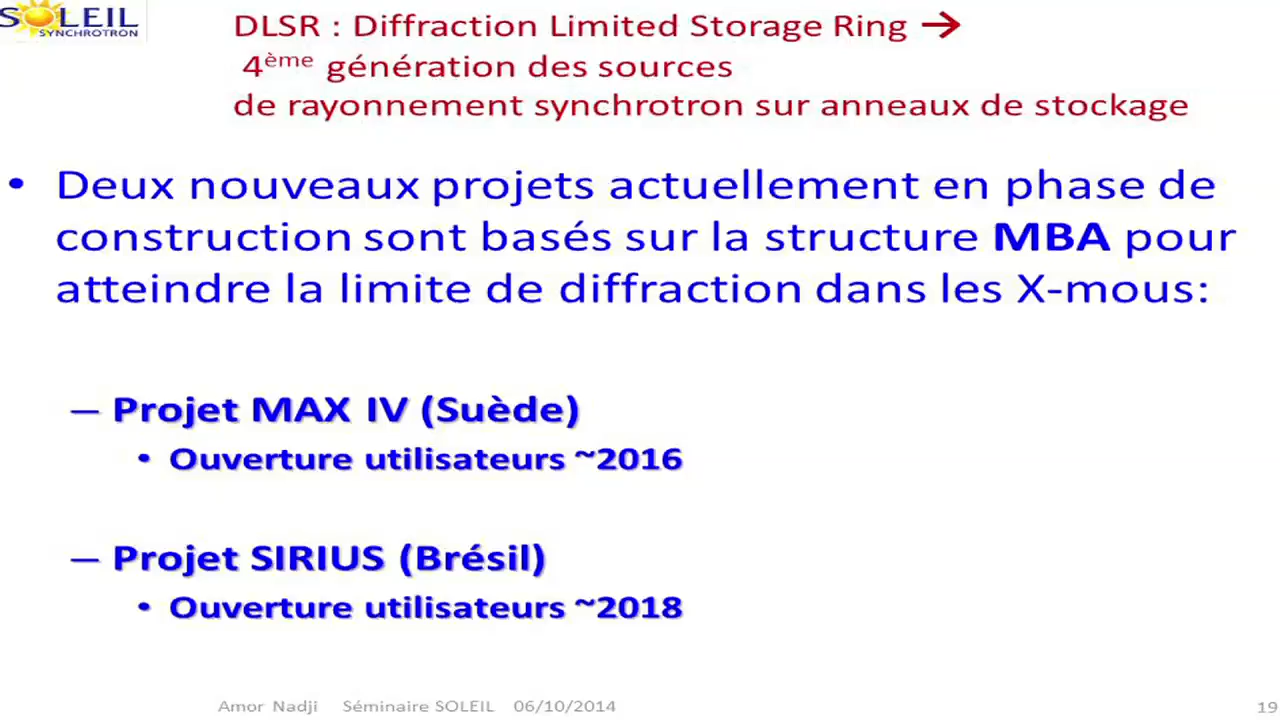 SOLEIL
SYNCHROTRON
DLSR : Diffraction Limited Storage Ring →
4ème génération des sources
de rayonnement synchrotron sur anneaux de stockage
• Deux nouveaux projets actuellement en phase de
construction sont basés sur la structure MBA pour
atteindre la limite de diffraction dans les X-mous:
– Projet MAX IV (Suède)
• Ouverture utilisateurs ~2016
– Projet SIRIUS (Brésil)
• Ouverture utilisateurs ~2018
Amor Nadji Séminaire SOLEIL 06/10/2014
19